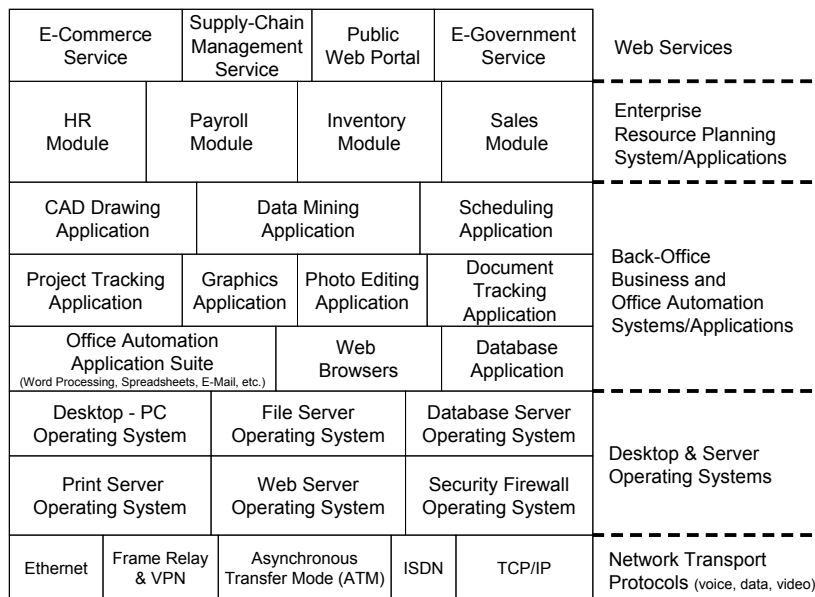 E-Commerce
Service
Supply-Chain
Management
Service
Public
Web Portal
E-Government
Service
Web Services
HR
Module
Payroll
Module
Inventory
Module
Sales
Module
Enterprise
Resource Planning
System/Applications
CAD Drawing
Application
Data Mining
Application
Scheduling
Application
Project Tracking
Application
Graphics
Application
Photo Editing
Application
Document
Tracking
Application
Office Automation
Application Suite
(Word Processing, Spreadsheets, E-Mail, etc.)
Web
Browsers
Database
Application
Back-Office
Business and
Office Automation
Systems/Applications
Desktop - PC
Operating System
File Server
Operating System
Database Server
Operating System
Print Server
Operating System
Web Server
Operating System
Security Firewall
Operating System
Desktop & Server
Operating Systems
Ethernet
Frame Relay
& VPN
Asynchronous
Transfer Mode (ATM)
ISDN
TCP/IP
Network Transport
Protocols (voice, data, video)